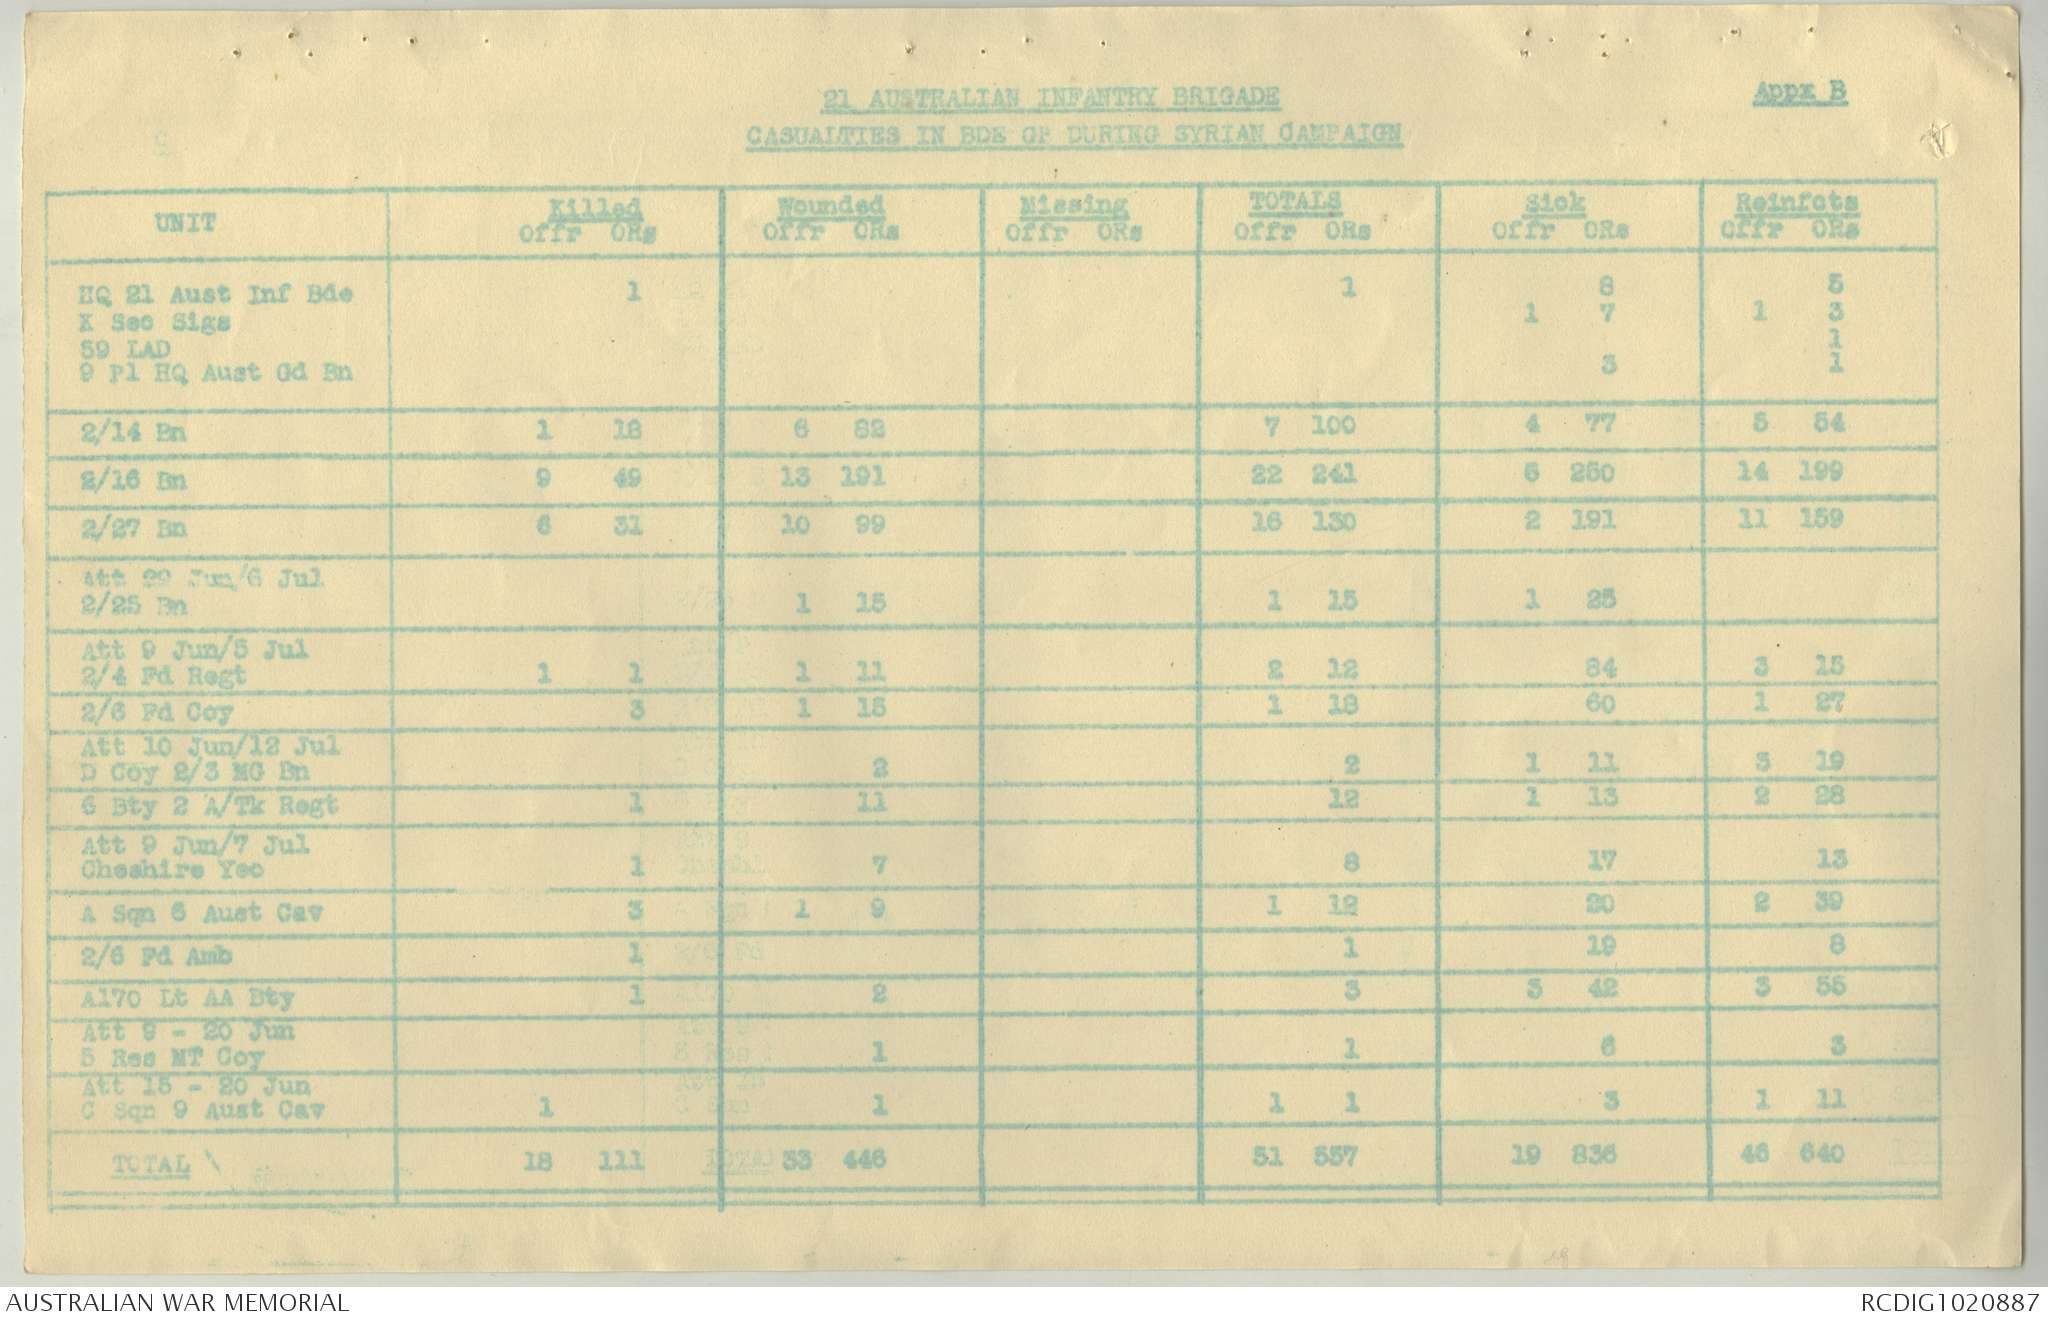 Appx B
21 AUSTRALIAN INFANTRY BRIGADE
CASUALTIES IN BDE GP DURING SYRIAN CAMPAIGN
UNIT Killed Wounded Missing TOTALS Sick Reinfcts
Offr ORs Offr ORs Offr ORs Offr ORs Offr ORs Offr ORs
HQ 21 Aust Inf Bde 1 1 8 5
X Sec Sigs 1 7 1 3
59 LAD 1
9 Pl HQ Aust Gd Bn 3 1
2/14 Bn 1 18 6 82 7 100 4 77 5 54
2/16 Bn 9 49 13 191 22 241 6 250 14 199
2/27 Bn 6 31 10 99 16 130 2 191 11 159
Att 29 Jun/6 Jul
2/25 Bn 1 15 1 15 1 25
Att 9 Jun/5 Jul
2/4 Fd Regt 1 1 1 11 2 12 84 3 15
2/6 Fd Coy 3 1 15 1 18 60 1 27
Att 10 Jun/12 Jul
D Coy 2/3 MG Bn 2 2 1 11 3 19
6 Bty 2 A/Tk Regt 1 11 12 1 13 2 28
Att 9 Jun/7 Jul
Cheshire Yeo 1 7 8 17 13
A Sqn 6 Aust Cav 3 1 9 1 12 20 2 39
2/6 Fd Amb 1 1 19 8
A170 Lt AA Bty 1 2 3 3 42 3 55
Att 9 - 20 Jun
5 Res MT Coy 1 1 6 3
Att 15 - 20 Jun
C Sqn 9 Aust Cav 1 1 1 1 3 1 11
TOTAL 18 111 33 446 51 557 19 836 46 640
AUSTRALIAN WAR MEMORIAL RCDIG1020887